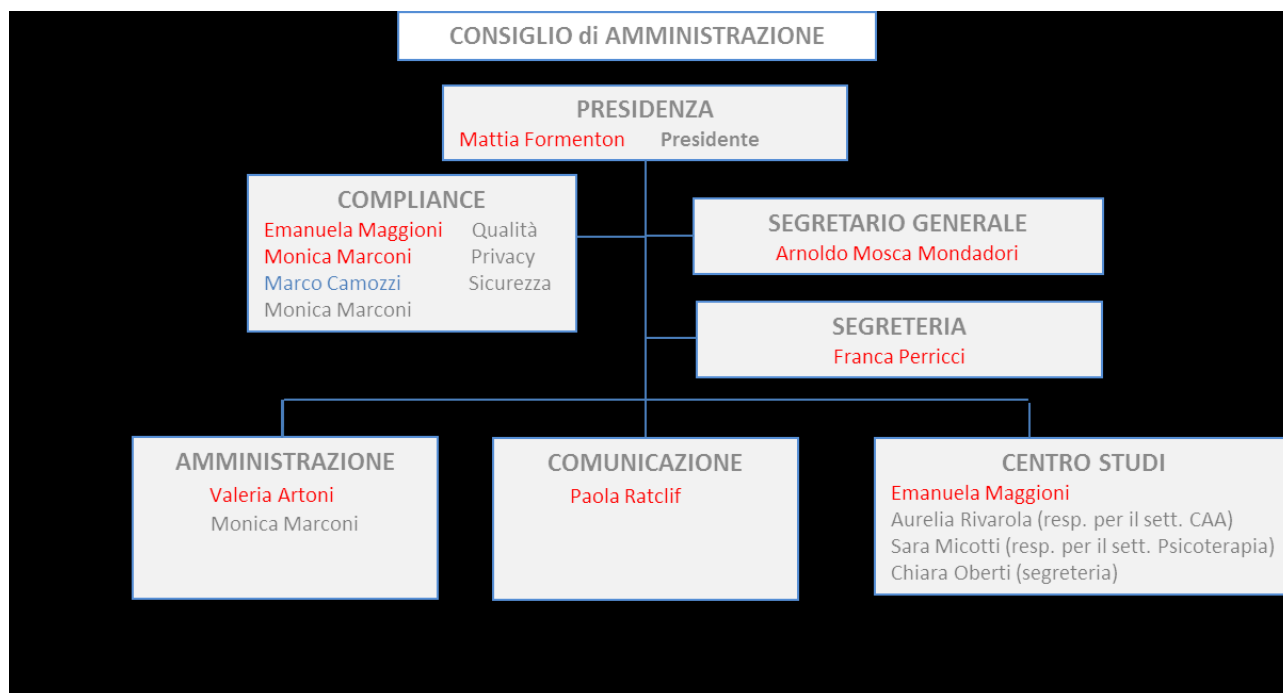 CONSIGLIO di AMMINISTRAZIONE
PRESIDENZA
Mattia Formenton Presidente
COMPLIANCE
Emanuela Maggioni Qualità
Monica Marconi Privacy
Marco Camozzi Sicurezza
Monica Marconi
SEGRETARIO GENERALE
Arnoldo Mosca Mondadori
SEGRETERIA
Franca Perricci
AMMINISTRAZIONE
Valeria Artoni
Monica Marconi
COMUNICAZIONE
Paola Ratclif
CENTRO STUDI
Emanuela Maggioni
Aurelia Rivarola (resp. per il sett. CAA)
Sara Micotti (resp. per il sett. Psicoterapia)
Chiara Oberti (segreteria)